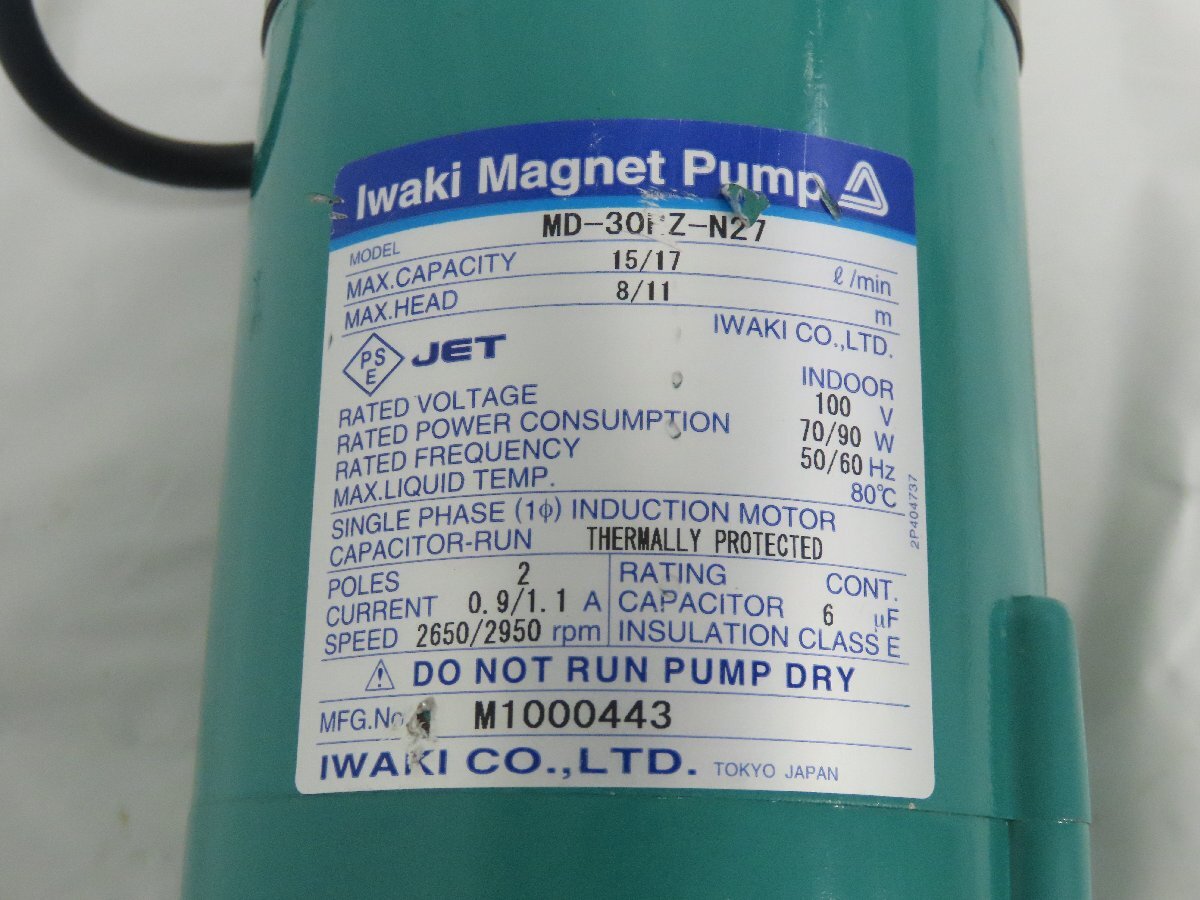 Iwaki Magnet Pump
MODEL MD-30RZ-N27
MAX.CAPACITY 15/17 ℓ/min
MAX.HEAD 8/11 m
IWAKI CO.,LTD.
PSE JET
INDOOR
RATED VOLTAGE 100 V
RATED POWER CONSUMPTION 70/90 W
RATED FREQUENCY 50/60 Hz
MAX.LIQUID TEMP. 80℃
SINGLE PHASE (1φ) INDUCTION MOTOR
CAPACITOR-RUN THERMALLY PROTECTED
2P404737
POLES 2 RATING CONT.
CURRENT 0.9/1.1 A CAPACITOR 6 μF
SPEED 2650/2950 rpm INSULATION CLASS E
DO NOT RUN PUMP DRY
MFG.No. M1000443
IWAKI CO.,LTD. TOKYO JAPAN